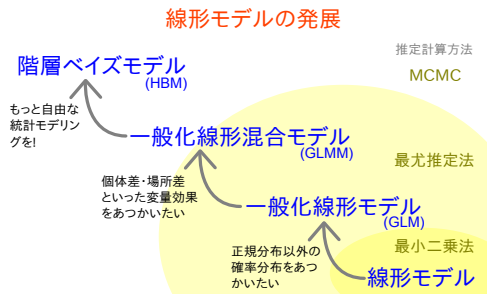 線形モデルの発展
推定計算方法
階層ベイズモデル
(HBM)
MCMC
もっと自由な
統計モデリン
グを!
一般化線形混合モデル
(GLMM)
最尤推定法
個体差・場所差
といった変量効果
をあつかいたい
一般化線形モデル
(GLM)
最小二乗法
正規分布以外の
確率分布をあつ
かいたい
線形モデル